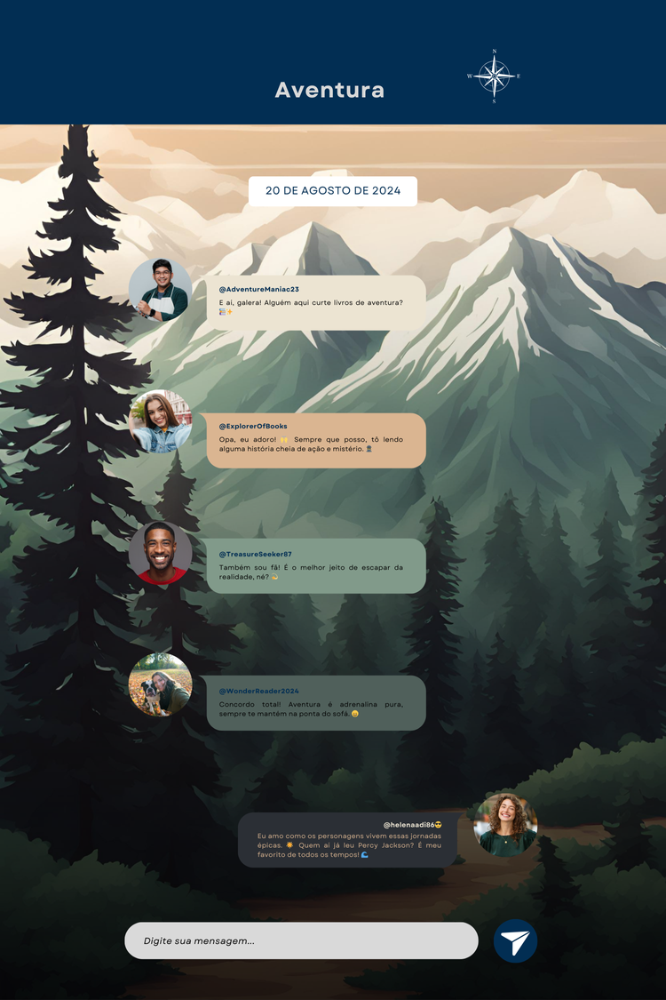 Aventura
N
W E
S
20 DE AGOSTO DE 2024
@AdventureManiac23
E aí, galera! Alguém aqui curte livros de aventura?
📚✨
@ExplorerOfBooks
Opa, eu adoro! 🙌 Sempre que posso, tô lendo
alguma história cheia de ação e mistério. 🕵️
@TreasureSeeker87
Também sou fã! É o melhor jeito de escapar da
realidade, né? 💫
@WonderReader2024
Concordo total! Aventura é adrenalina pura,
sempre te mantém na ponta do sofá. 😄
@helenaadi86😎
Eu amo como os personagens vivem essas jornadas
épicas. 🌟 Quem aí já leu Percy Jackson? É meu
favorito de todos os tempos! 🌊
Digite sua mensagem...